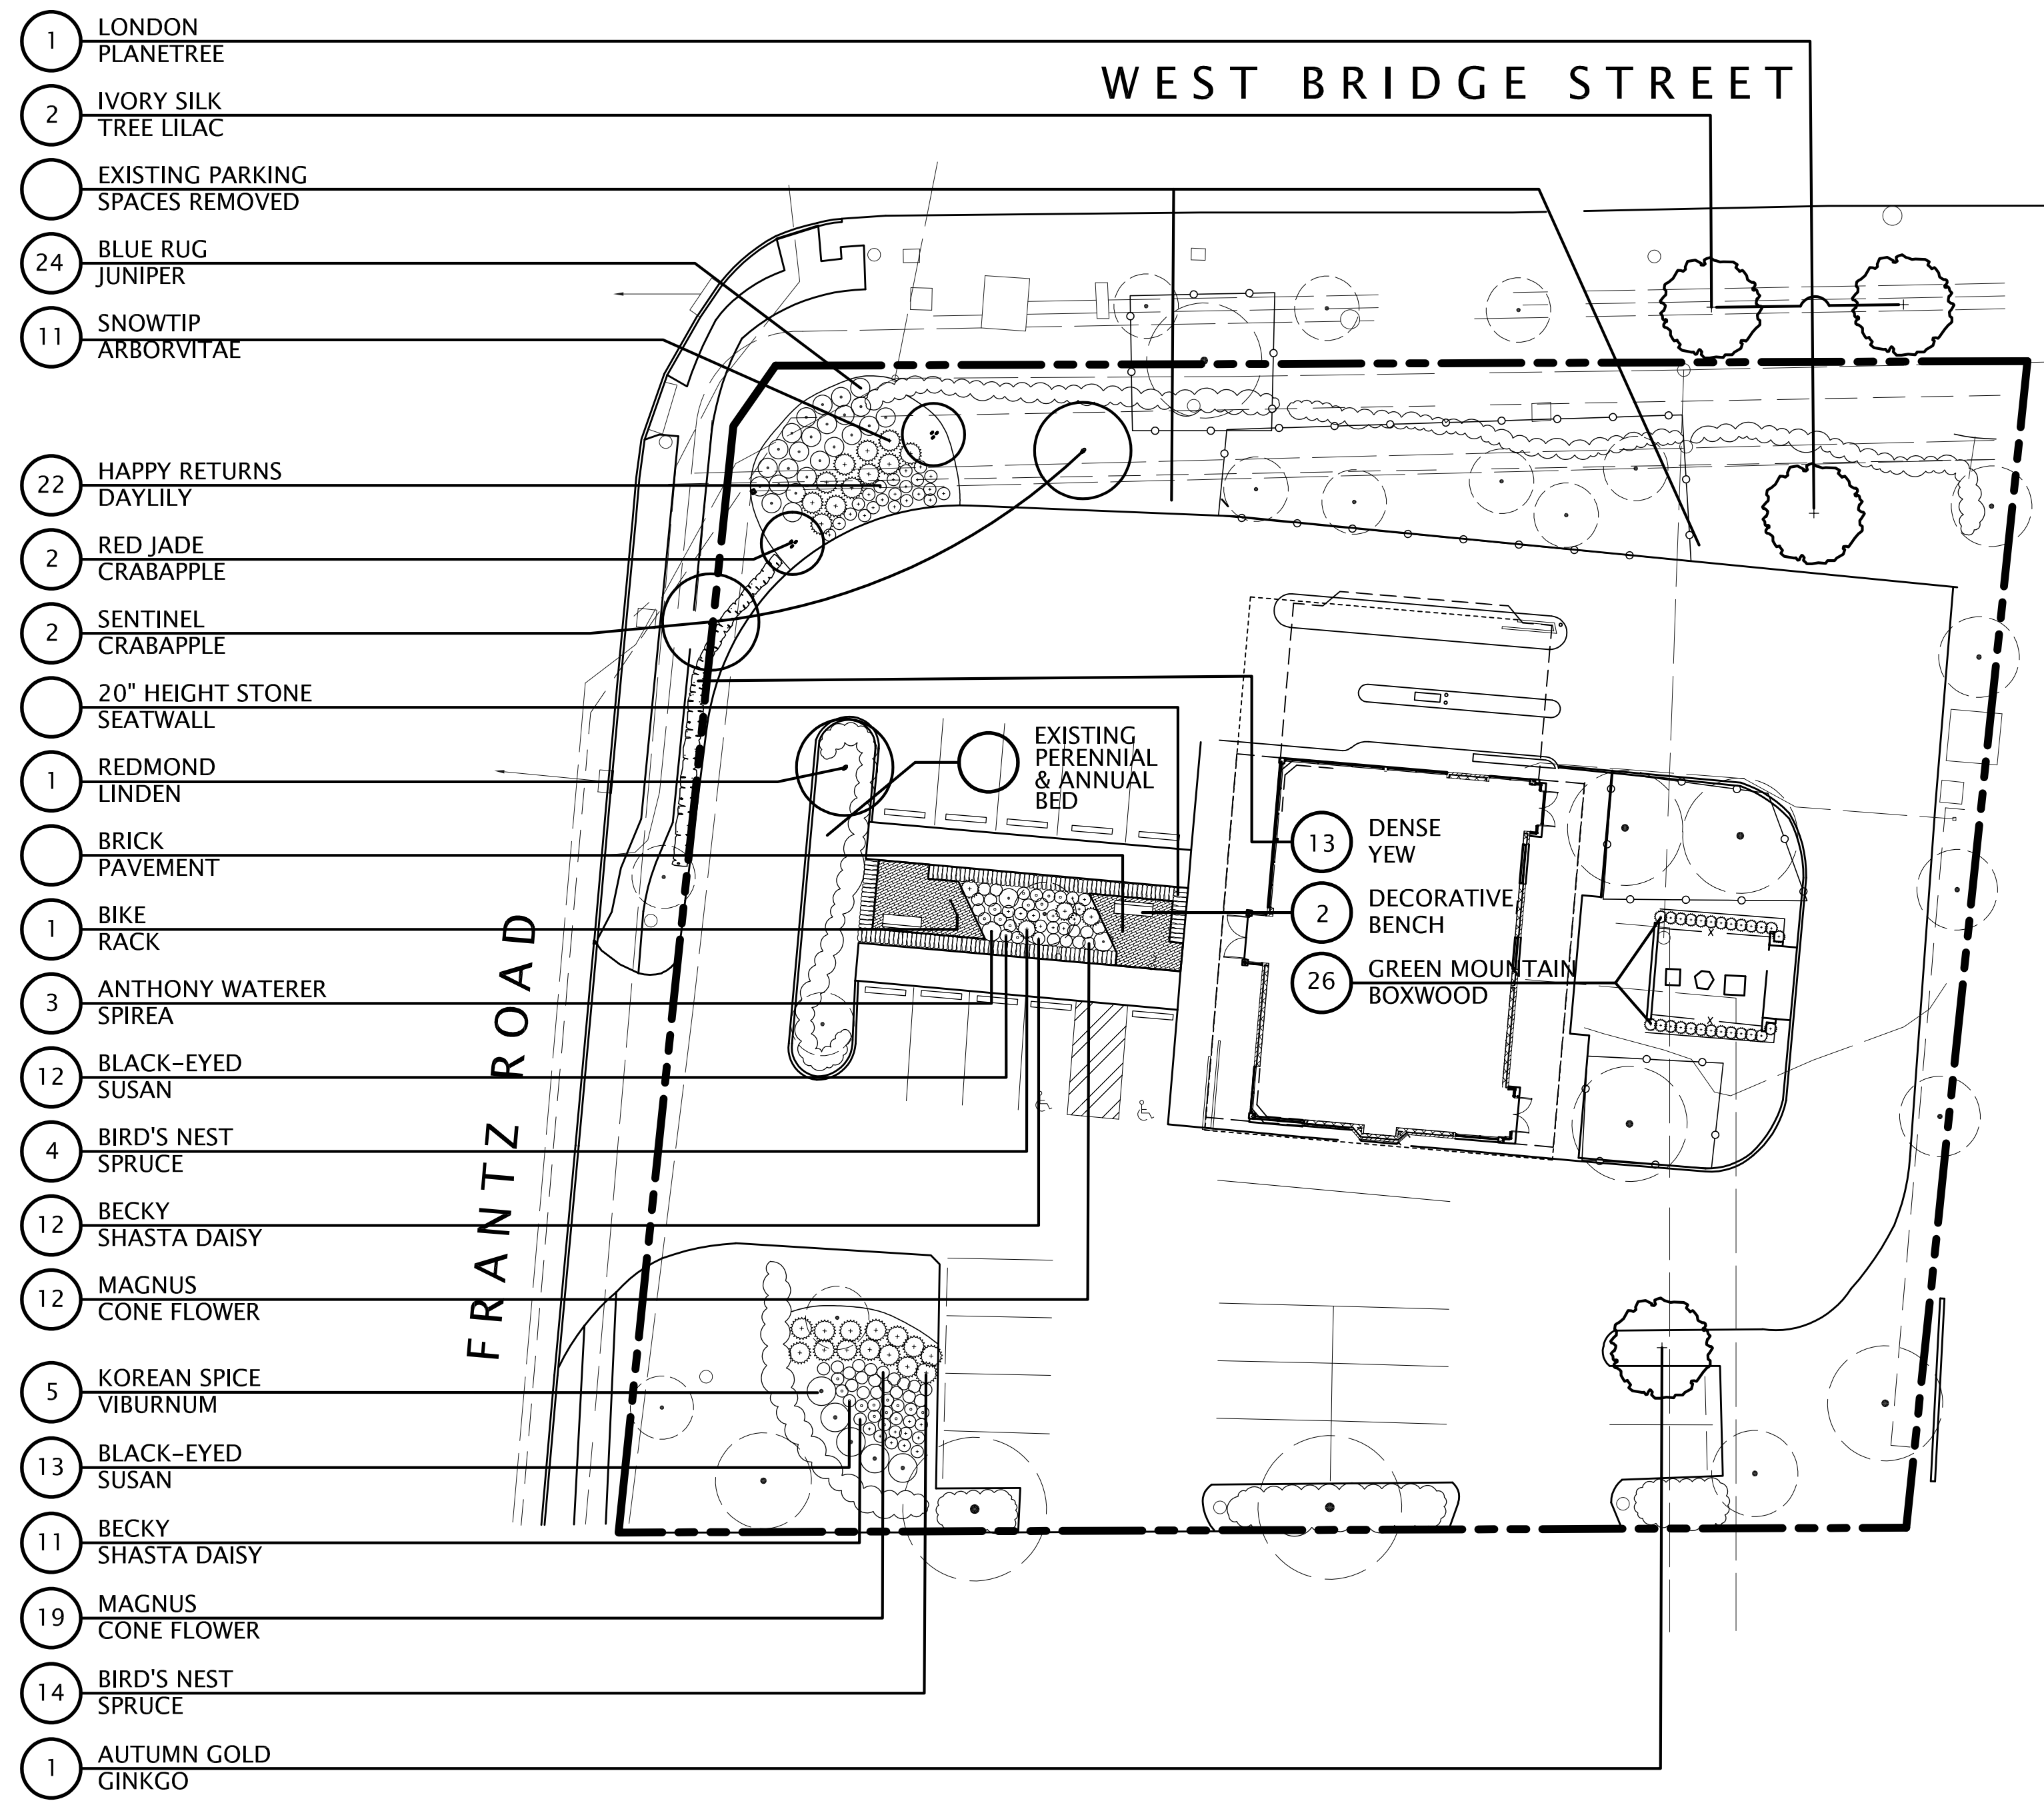 1
LONDON
PLANETREE
WEST BRIDGE STREET
2
IVORY SILK
TREE LILAC
EXISTING PARKING
SPACES REMOVED
24
BLUE RUG
JUNIPER
11
SNOWTIP
ARBORVITAE
22
HAPPY RETURNS
DAYLILY
2
RED JADE
CRABAPPLE
2
SENTINEL
CRABAPPLE
20" HEIGHT STONE
SEATWALL
1
REDMOND
LINDEN
BRICK
PAVEMENT
1
BIKE
RACK
3
ANTHONY WATERER
SPIREA
12
BLACK-EYED
SUSAN
4
BIRD'S NEST
SPRUCE
12
BECKY
SHASTA DAISY
12
MAGNUS
CONE FLOWER
5
KOREAN SPICE
VIBURNUM
13
BLACK-EYED
SUSAN
11
BECKY
SHASTA DAISY
19
MAGNUS
CONE FLOWER
14
BIRD'S NEST
SPRUCE
1
AUTUMN GOLD
GINKGO
FRANTZ ROAD
EXISTING
PERENNIAL
& ANNUAL
BED
13
DENSE
YEW
2
DECORATIVE
BENCH
26
GREEN MOUNTAIN
BOXWOOD
X
X